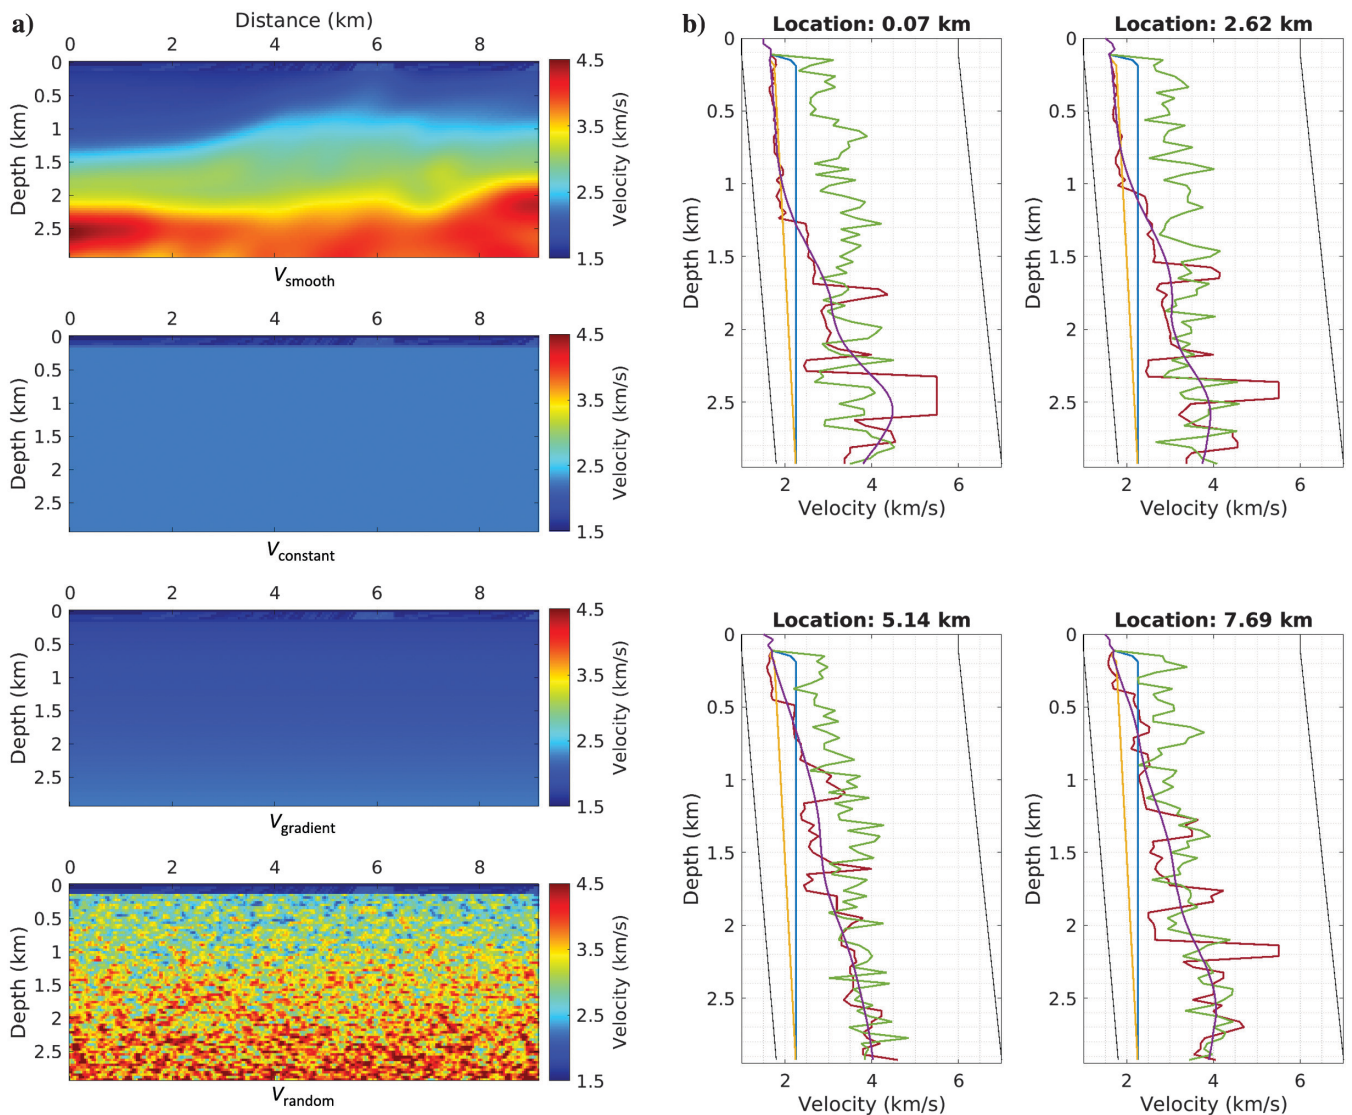 a)
Distance (km)
0 2 4 6 8
0
0.5
1.0
1.5
2
2.5
Depth (km)
4.5
3.5
2.5
1.5
Velocity (km/s)
Vsmooth
0 2 4 6 8
0
0.5
1
1.5
2
2.5
Depth (km)
4.5
3.5
2.5
1.5
Velocity (km/s)
Vconstant
0 2 4 6 8
0
0.5
1
1.5
2
2.5
Depth (km)
4.5
3.5
2.5
1.5
Velocity (km/s)
Vgradient
0 2 4 6 8
0
0.5
1
1.5
2
2.5
Depth (km)
4.5
3.5
2.5
1.5
Velocity (km/s)
Vrandom
b)
Location: 0.07 km
0
0.5
1
1.5
2
2.5
Depth (km)
2 4 6
Velocity (km/s)
Location: 2.62 km
0
0.5
1
1.5
2
2.5
Depth (km)
2 4 6
Velocity (km/s)
Location: 5.14 km
0
0.5
1
1.5
2
2.5
Depth (km)
2 4 6
Velocity (km/s)
Location: 7.69 km
0
0.5
1
1.5
2
2.5
Depth (km)
2 4 6
Velocity (km/s)